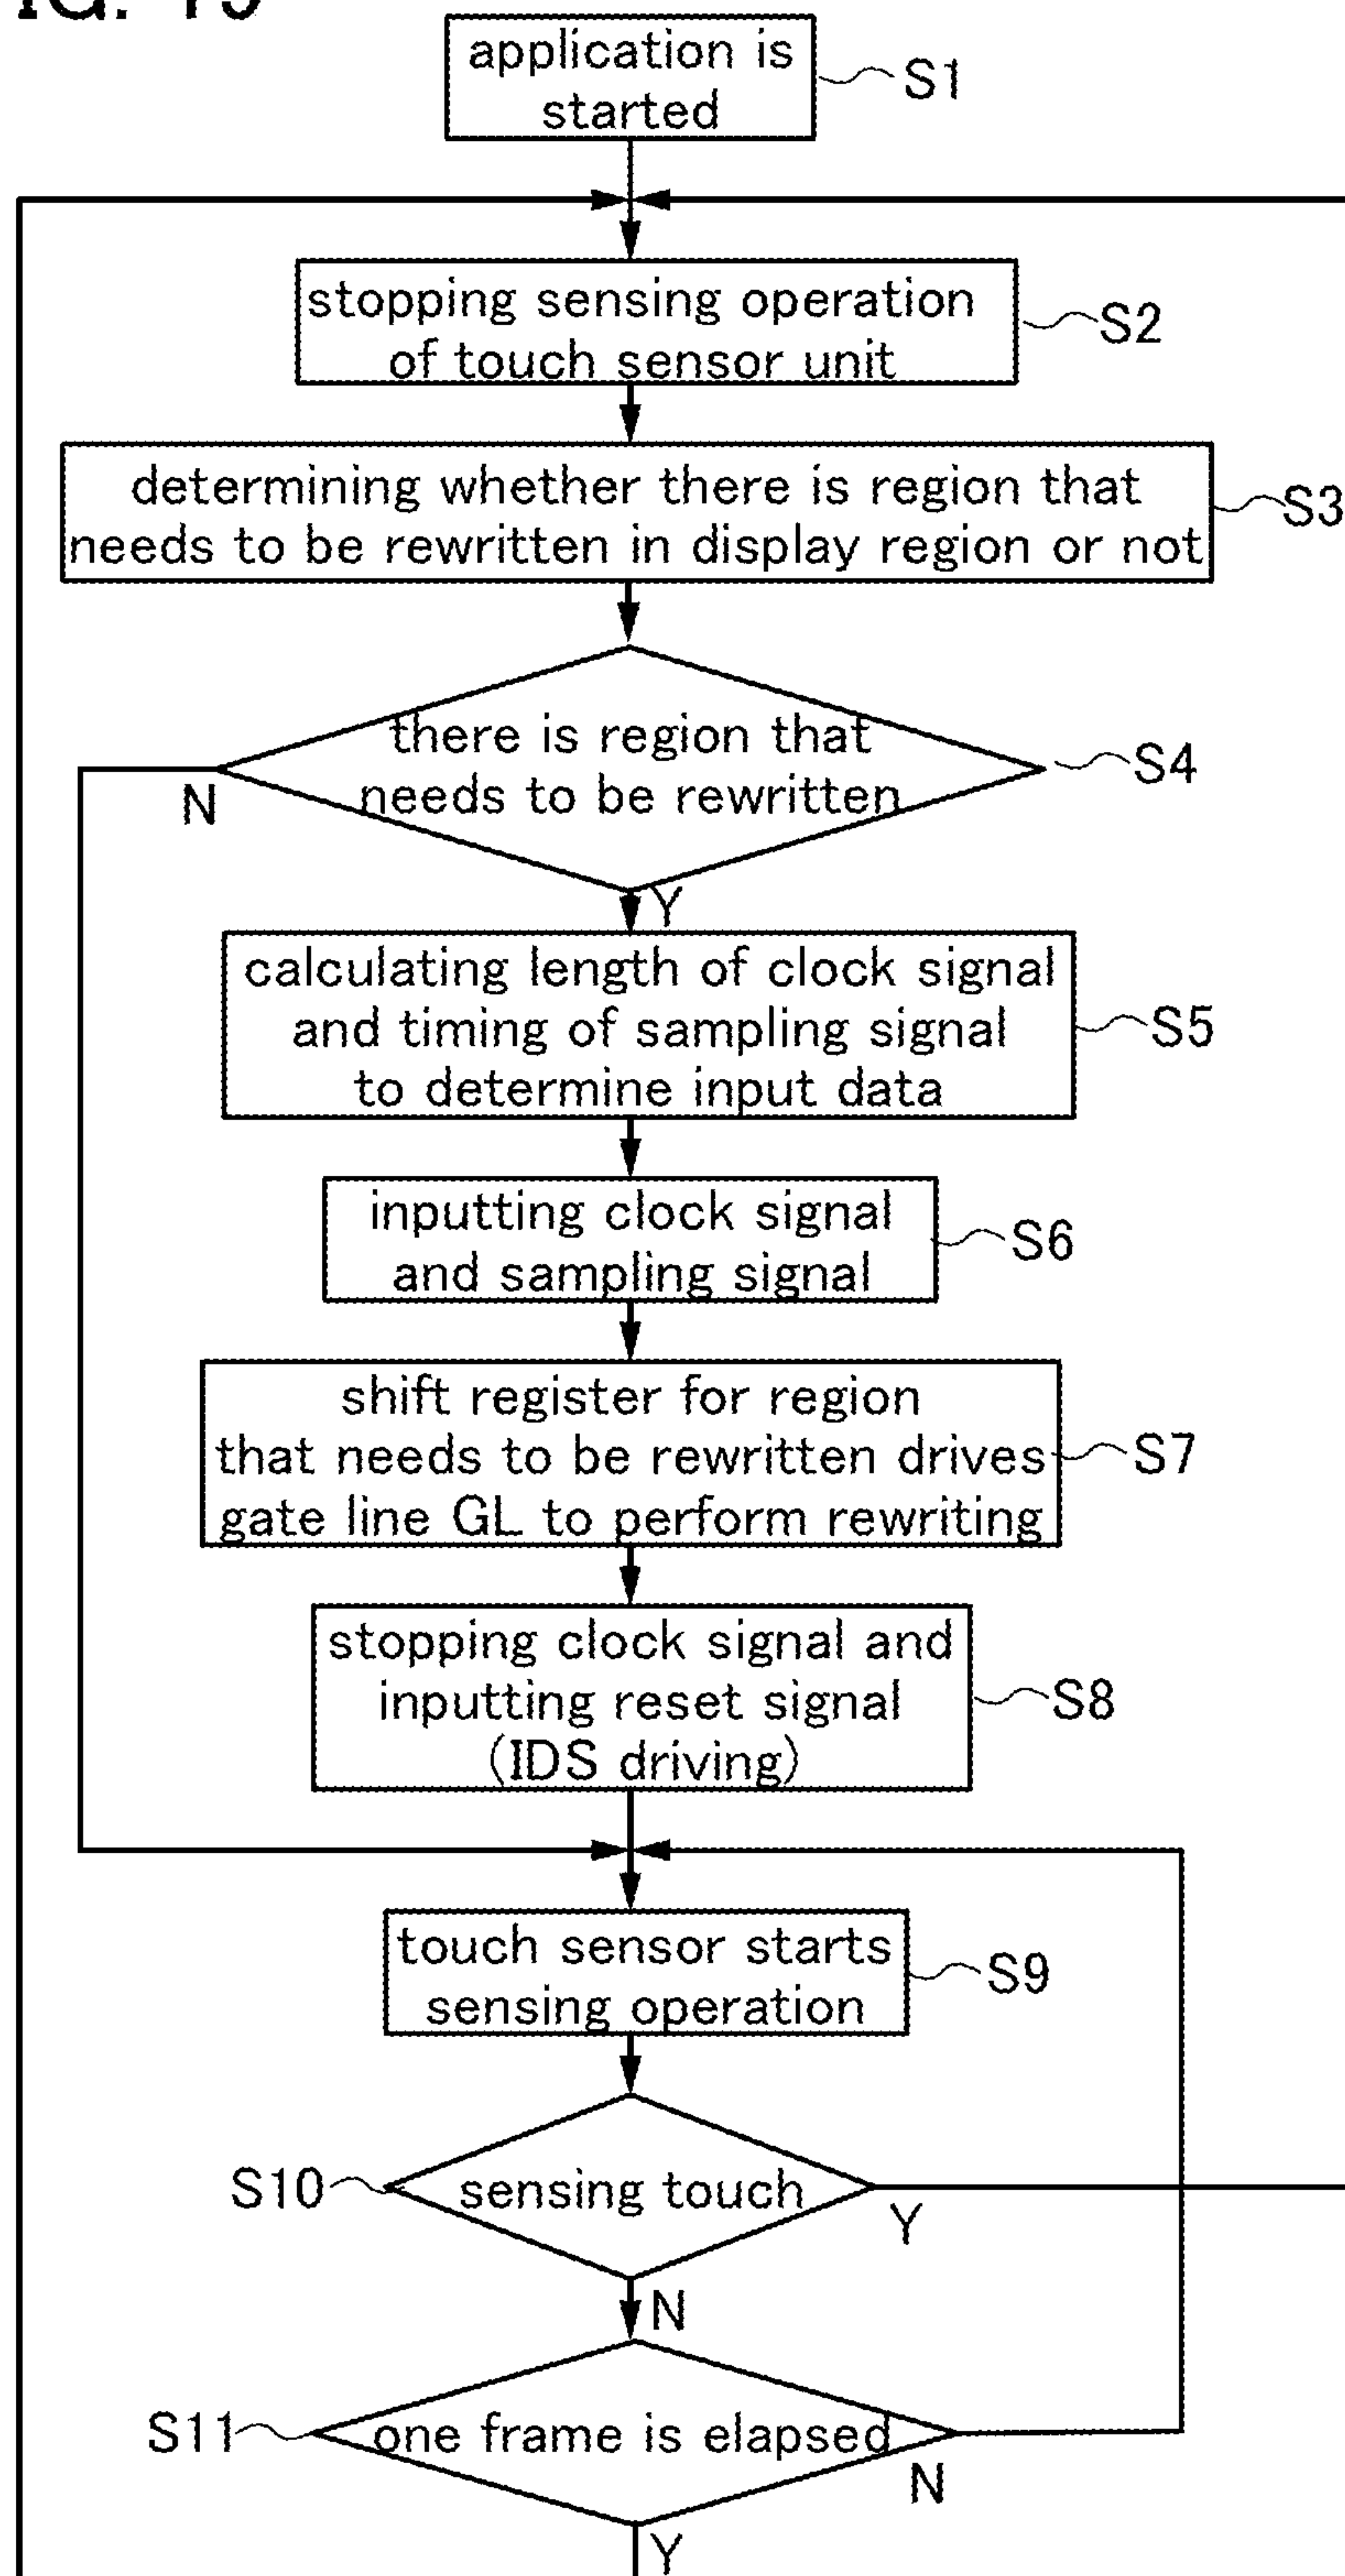 application is
started
S1
stopping sensing operation
of touch sensor unit
S2
determining whether there is region that
needs to be rewritten in display region or not
S3
there is region that
needs to be rewritten
S4
N
Y
calculating length of clock signal
and timing of sampling signal
to determine input data
S5
inputting clock signal
and sampling signal
S6
shift register for region
that needs to be rewritten drives
gate line GL to perform rewriting
S7
stopping clock signal and
inputting reset signal
(IDS driving)
S8
touch sensor starts
sensing operation
S9
S10
sensing touch
Y
N
S11
one frame is elapsed
N
Y